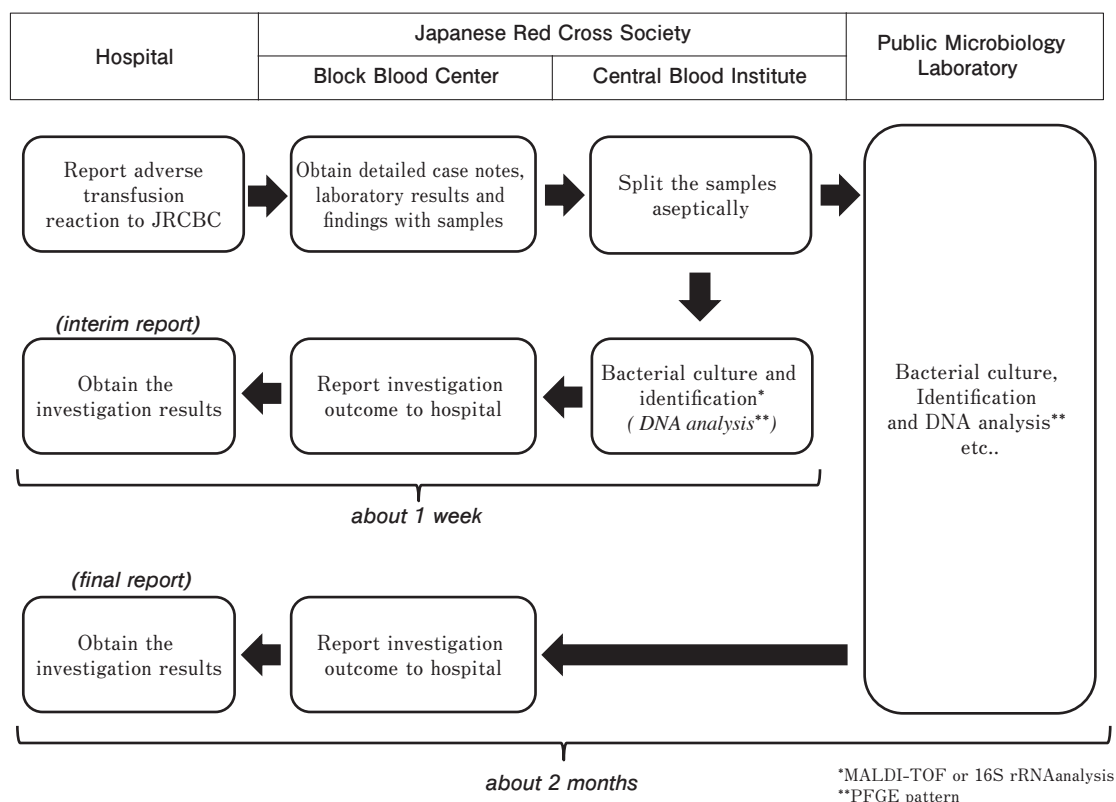 Hospital
Japanese Red Cross Society
Block Blood Center
Central Blood Institute
Public Microbiology
Laboratory
Report adverse
transfusion
reaction to JRCBC
Obtain detailed case notes,
laboratory results and
findings with samples
Split the samples
aseptically
(interim report)
Obtain the
investigation results
Report investigation
outcome to hospital
Bacterial culture and
identification*
( DNA analysis**)
Bacterial culture,
Identification
and DNA analysis**
etc..
about 1 week
(final report)
Obtain the
investigation results
Report investigation
outcome to hospital
about 2 months
*MALDI-TOF or 16S rRNAanalysis
**PFGE pattern